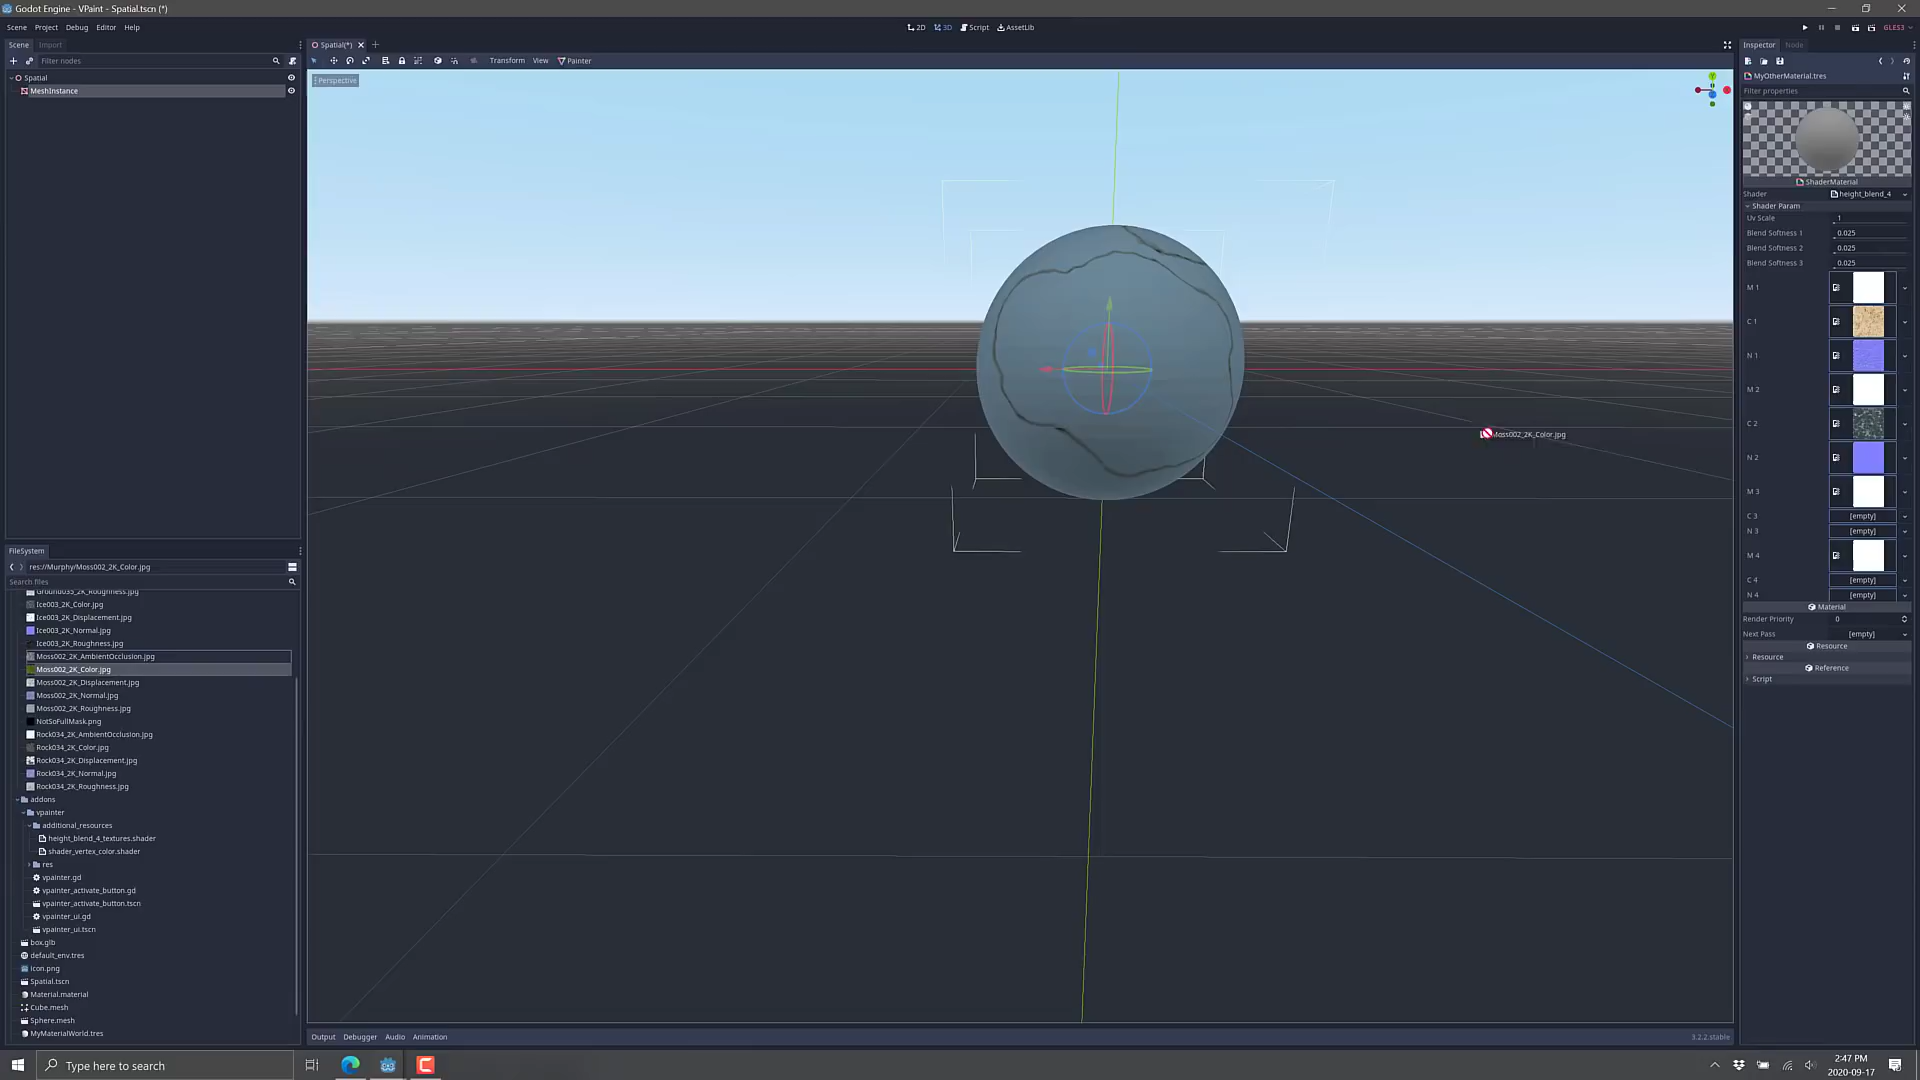 Godot Engine - VPaint - Spatial.tscn (*)
Scene Project Debug Editor Help
2D 3D Script AssetLib
GLES3
Scene Import
Spatial(*)
Inspector Node
Filter nodes
Transform View Painter
Spatial
MeshInstance
Perspective
MyOtherMaterial.tres
Filter properties
ShaderMaterial
Shader height_blend_4
Shader Param
Uv Scale 1
Blend Softness 1 0.025
Blend Softness 2 0.025
Blend Softness 3 0.025
M 1
C 1
N 1
M 2
C 2
N 2
M 3
C 3 [empty]
N 3 [empty]
M 4
C 4 [empty]
N 4 [empty]
Material
Render Priority 0
Next Pass [empty]
Resource
Resource
Reference
Script
Moss002_2K_Color.jpg
FileSystem
res://Murphy/Moss002_2K_Color.jpg
Search files
Ground035_2K_Roughness.jpg
Ice003_2K_Color.jpg
Ice003_2K_Displacement.jpg
Ice003_2K_Normal.jpg
Ice003_2K_Roughness.jpg
Moss002_2K_AmbientOcclusion.jpg
Moss002_2K_Color.jpg
Moss002_2K_Displacement.jpg
Moss002_2K_Normal.jpg
Moss002_2K_Roughness.jpg
NotSoFullMask.png
Rock034_2K_AmbientOcclusion.jpg
Rock034_2K_Color.jpg
Rock034_2K_Displacement.jpg
Rock034_2K_Normal.jpg
Rock034_2K_Roughness.jpg
addons
vpainter
additional_resources
height_blend_4_textures.shader
shader_vertex_color.shader
res
vpainter.gd
vpainter_activate_button.gd
vpainter_activate_button.tscn
vpainter_ui.gd
vpainter_ui.tscn
box.glb
default_env.tres
icon.png
Spatial.tscn
Material.material
Cube.mesh
Sphere.mesh
MyMaterialWorld.tres
Output Debugger Audio Animation
3.2.2.stable
Type here to search
2:47 PM
2020-09-17